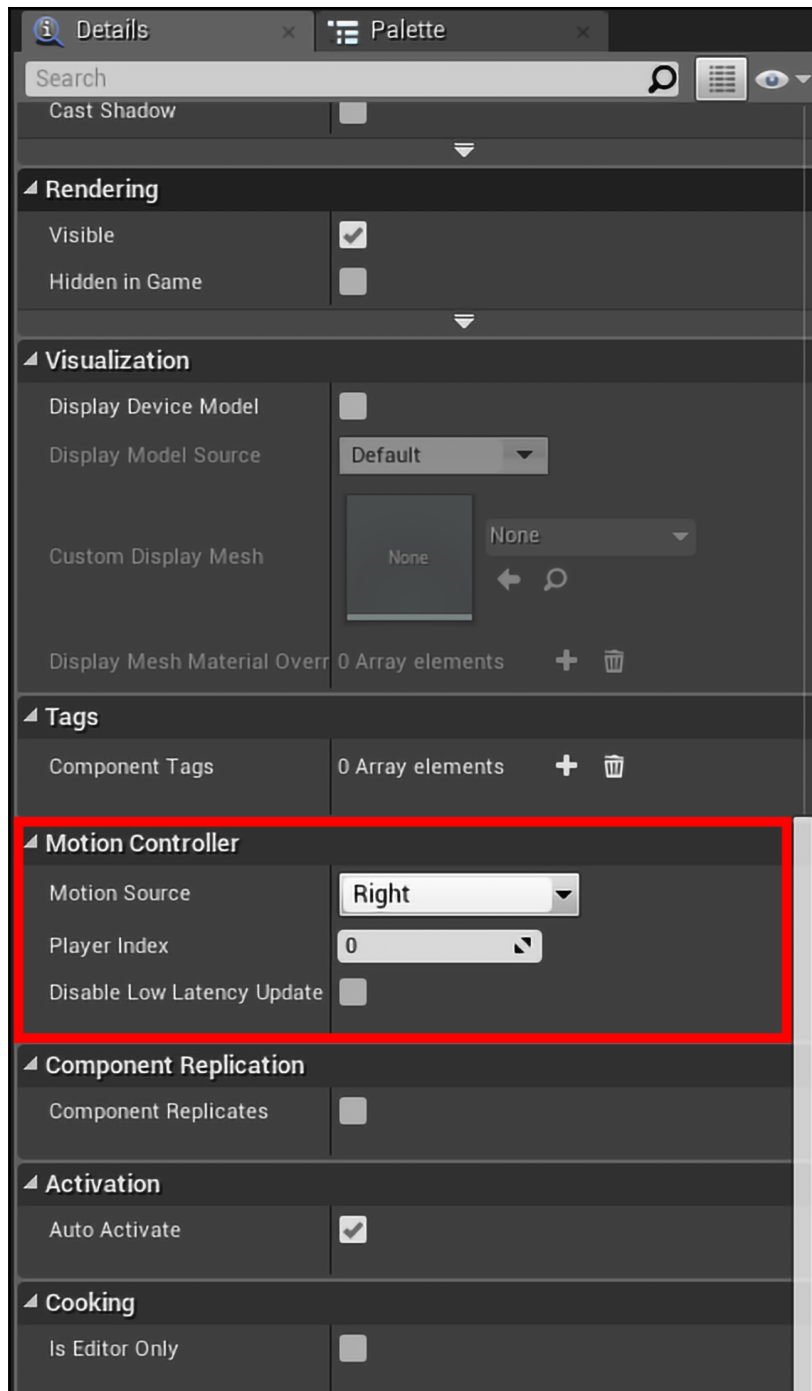 Details
Palette
Search
Cast Shadow
Rendering
Visible
Hidden in Game
Visualization
Display Device Model
Display Model Source Default
Custom Display Mesh None None
Display Mesh Material Overr 0 Array elements
Tags
Component Tags 0 Array elements
Motion Controller
Motion Source Right
Player Index 0
Disable Low Latency Update
Component Replication
Component Replicates
Activation
Auto Activate
Cooking
Is Editor Only